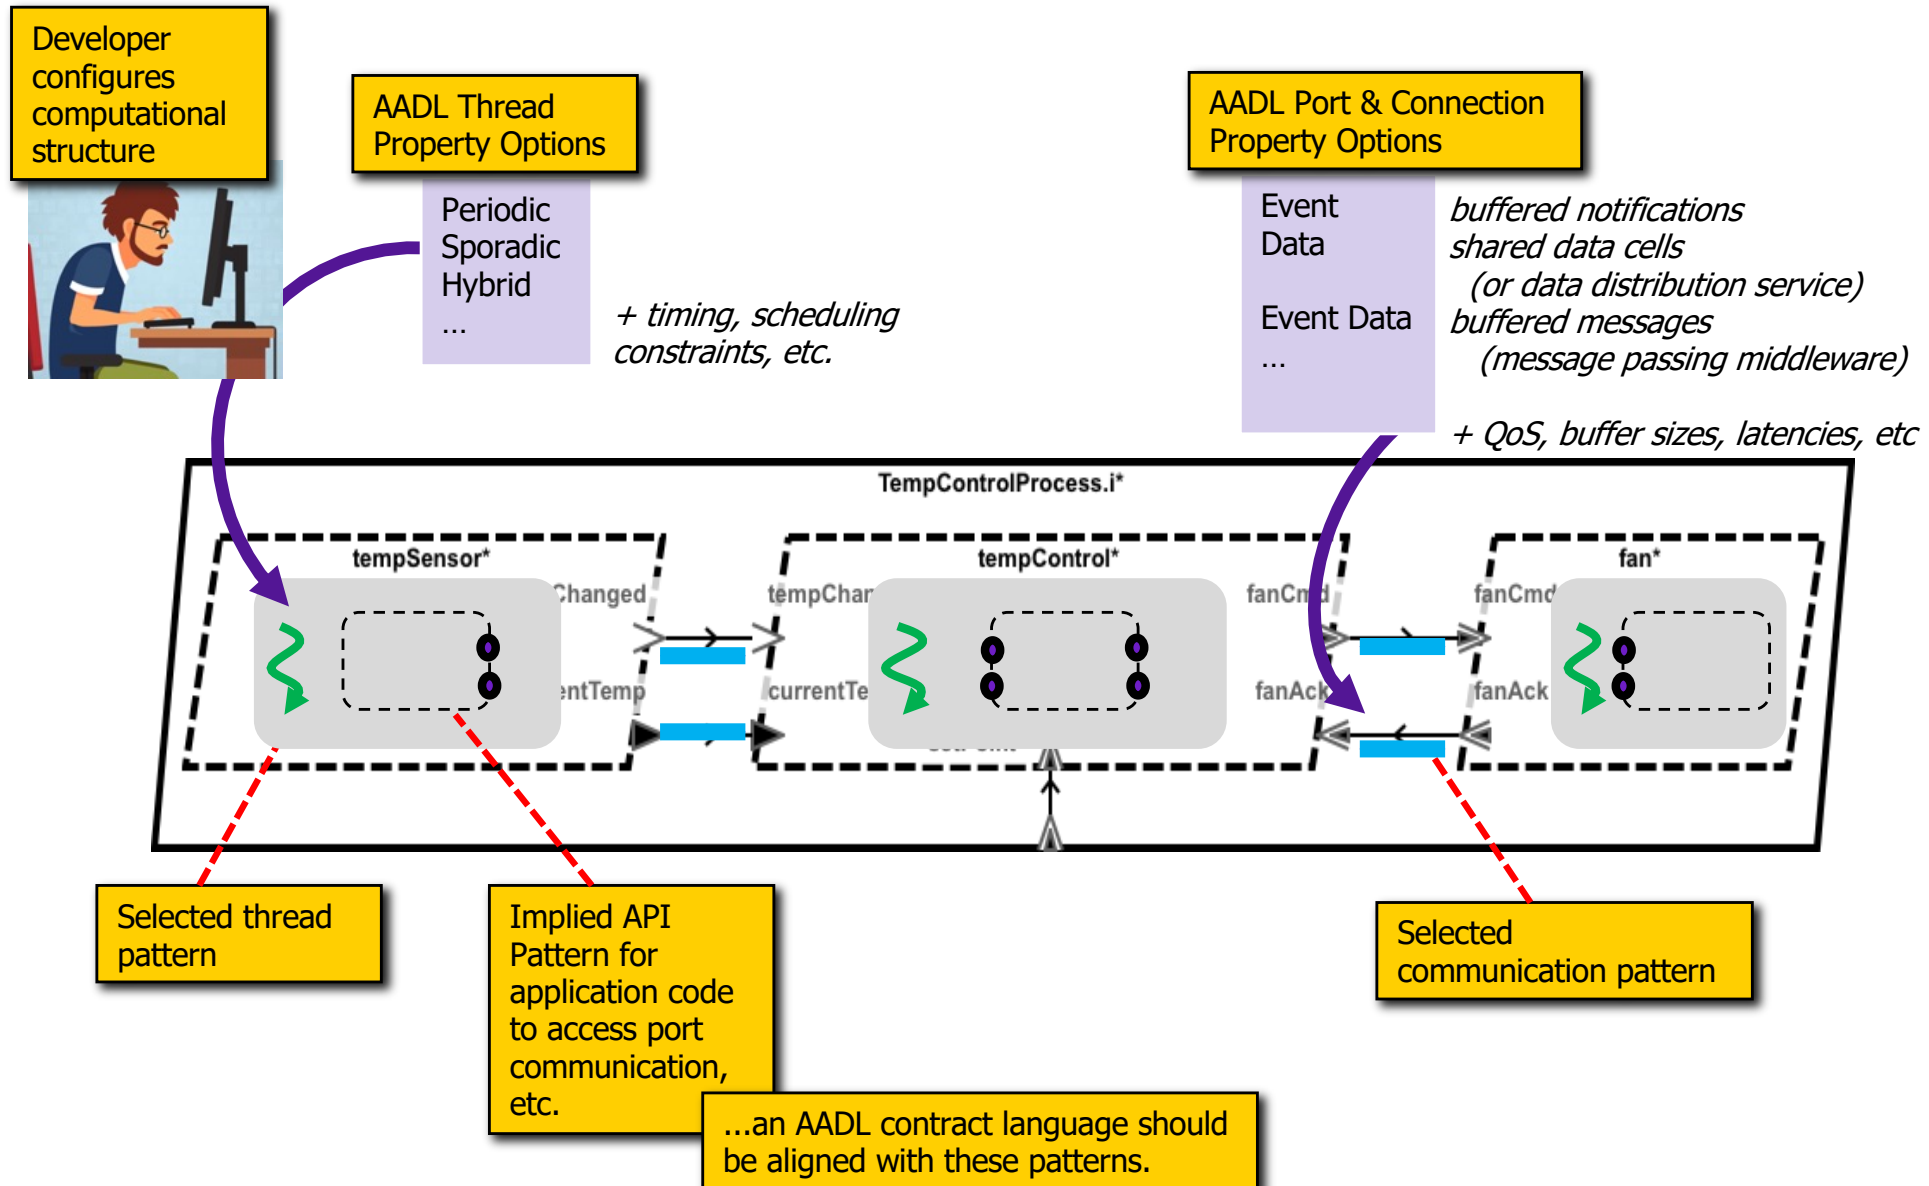 Developer
configures
computational
structure
AADL Thread
Property Options
Periodic
Sporadic
Hybrid
...
+ timing, scheduling
constraints, etc.
AADL Port & Connection
Property Options
Event
Data
Event Data
...
buffered notifications
shared data cells
(or data distribution service)
buffered messages
(message passing middleware)
+ QoS, buffer sizes, latencies, etc
TempControlProcess.i*
tempSensor*
tempControl*
fan*
Changed
tempChan
fanCmd
fanCmd
entTemp
currentTe
fanAck
fanAck
Selected thread
pattern
Implied API
Pattern for
application code
to access port
communication,
etc.
Selected
communication pattern
...an AADL contract language should
be aligned with these patterns.